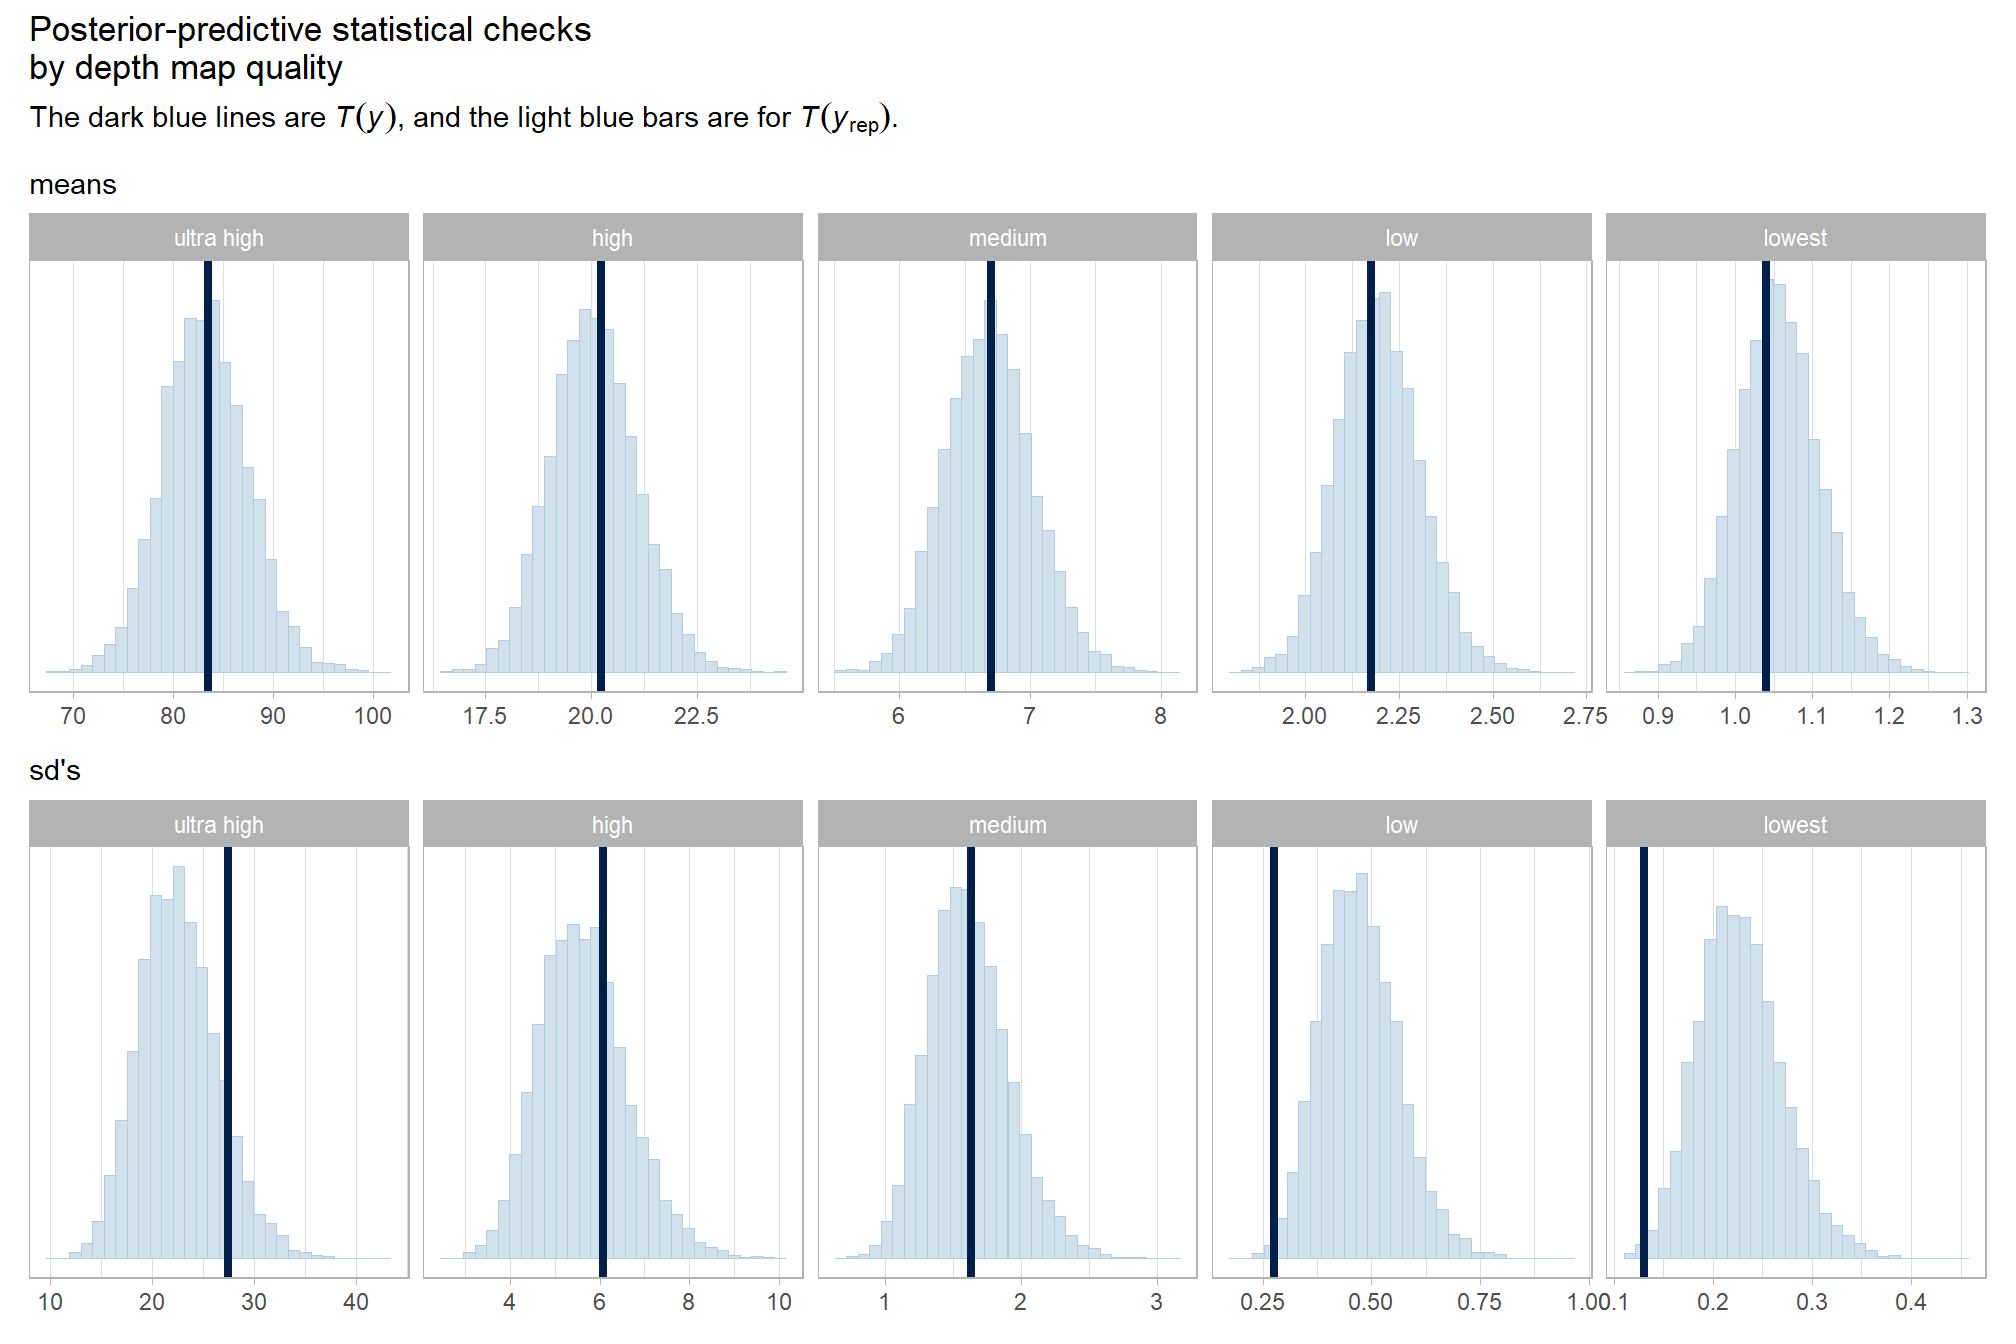 Posterior-predictive statistical checks
by depth map quality
The dark blue lines are T(y), and the light blue bars are for T(y_rep).
means
ultra high high medium low lowest
70 80 90 100 17.5 20.0 22.5 6 7 8 2.00 2.25 2.50 2.75 0.9 1.0 1.1 1.2 1.3
sd's
ultra high high medium low lowest
10 20 30 40 4 6 8 10 1 2 3 0.25 0.50 0.75 1.00 0.1 0.2 0.3 0.4